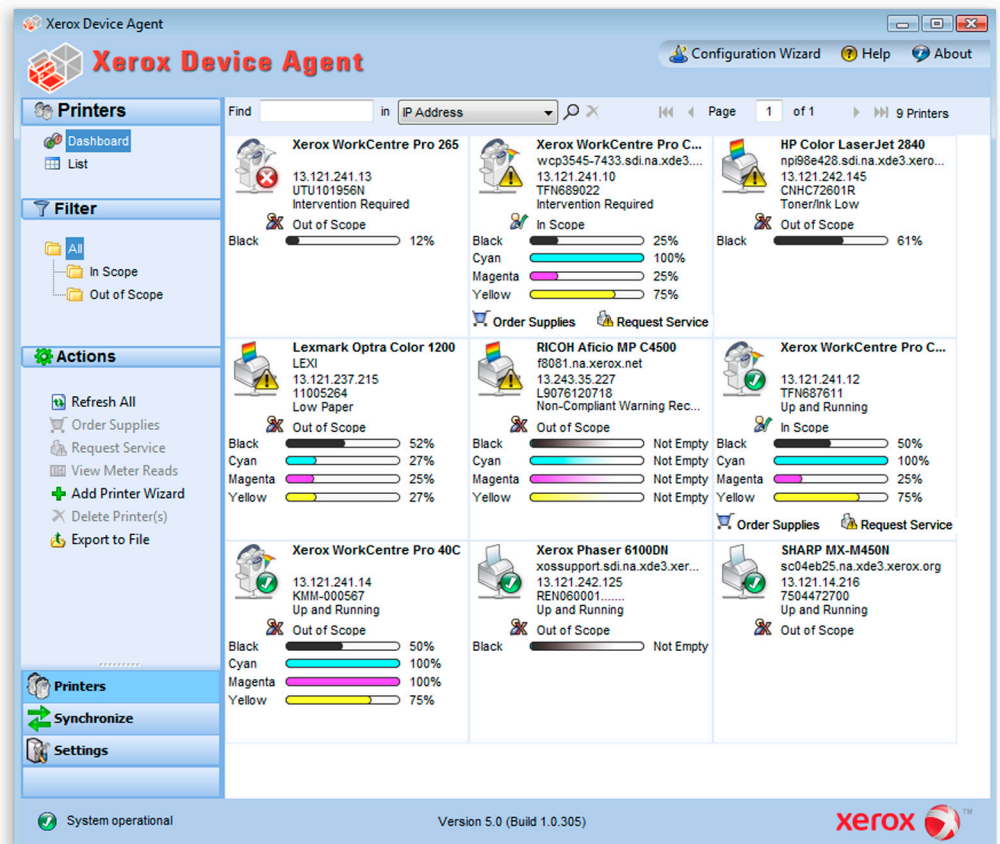 Xerox Device Agent
Xerox Device Agent
Configuration Wizard Help About
Printers
Dashboard
List
Filter
All
In Scope
Out of Scope
Actions
Refresh All
Order Supplies
Request Service
View Meter Reads
Add Printer Wizard
Delete Printer(s)
Export to File
Printers
Synchronize
Settings
Find in IP Address Page 1 of 1 9 Printers
Xerox WorkCentre Pro 265
13.121.241.13
UTU101956N
Intervention Required
Out of Scope
Black 12%
Xerox WorkCentre Pro C...
wcp3545-7433.sdi.na.xde3....
13.121.241.10
TFN689022
Intervention Required
In Scope
Black 25%
Cyan 100%
Magenta 25%
Yellow 75%
Order Supplies Request Service
HP Color LaserJet 2840
npi98e428.sdi.na.xde3.xero...
13.121.242.145
CNHC72601R
Toner/Ink Low
Out of Scope
Black 61%
Lexmark Optra Color 1200
LEXI
13.121.237.215
11005264
Low Paper
Out of Scope
Black 52%
Cyan 27%
Magenta 25%
Yellow 27%
RICOH Aficio MP C4500
f8081.na.xerox.net
13.243.35.227
L9076120718
Non-Compliant Warning Rec...
Out of Scope
Black Not Empty
Cyan Not Empty
Magenta Not Empty
Yellow Not Empty
Xerox WorkCentre Pro C...
13.121.241.12
TFN687611
Up and Running
In Scope
Black 50%
Cyan 100%
Magenta 25%
Yellow 75%
Order Supplies Request Service
Xerox WorkCentre Pro 40C
13.121.241.14
KMM-000567
Up and Running
Out of Scope
Black 50%
Cyan 100%
Magenta 100%
Yellow 75%
Xerox Phaser 6100DN
xossupport.sdi.na.xde3.xer...
13.121.242.125
REN060001.......
Up and Running
Out of Scope
Black Not Empty
SHARP MX-M450N
sc04eb25.na.xde3.xerox.org
13.121.14.216
7504472700
Up and Running
Out of Scope
System operational
Version 5.0 (Build 1.0.305)
xerox TM